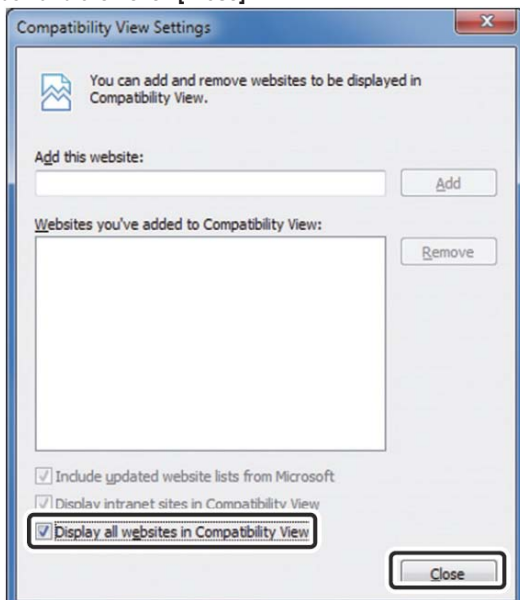 Compatibility View Settings
You can add and remove websites to be displayed in
Compatibility View.
Add this website:
Add
Websites you've added to Compatibility View:
Remove
Include updated website lists from Microsoft
Display intranet sites in Compatibility View
Display all websites in Compatibility View
Close